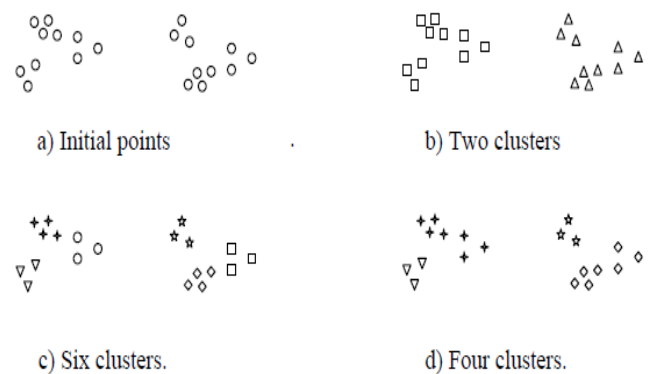 a) Initial points
b) Two clusters
c) Six clusters.
d) Four clusters.